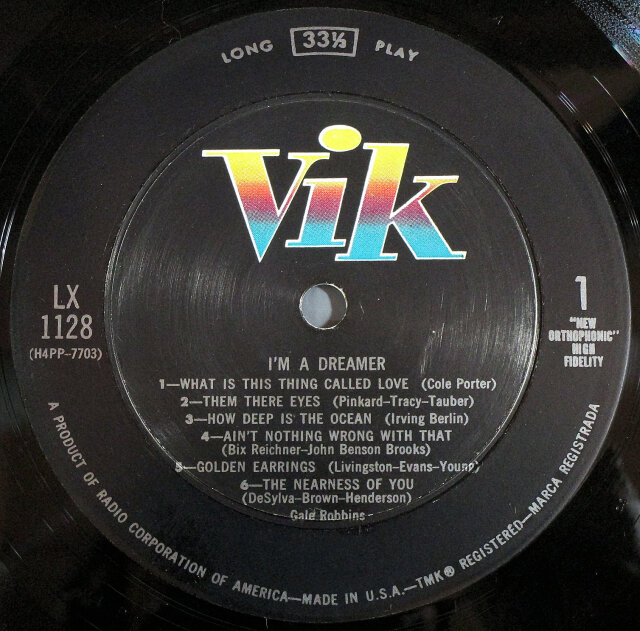 LONG 33⅓ PLAY
Vik
LX
1128
(H4PP-7703)
1
"NEW
ORTHOPHONIC"
HIGH
FIDELITY
I'M A DREAMER
1—WHAT IS THIS THING CALLED LOVE (Cole Porter)
2—THEM THERE EYES (Pinkard-Tracy-Tauber)
3—HOW DEEP IS THE OCEAN (Irving Berlin)
4—AIN'T NOTHING WRONG WITH THAT
(Bix Reichner-John Benson Brooks)
5—GOLDEN EARRINGS (Livingston-Evans-Young)
6—THE NEARNESS OF YOU
(DeSylva-Brown-Henderson)
Gale Robbins
A PRODUCT OF RADIO CORPORATION OF AMERICA—MADE IN U.S.A.—TMK® REGISTERED—MARCA REGISTRADA